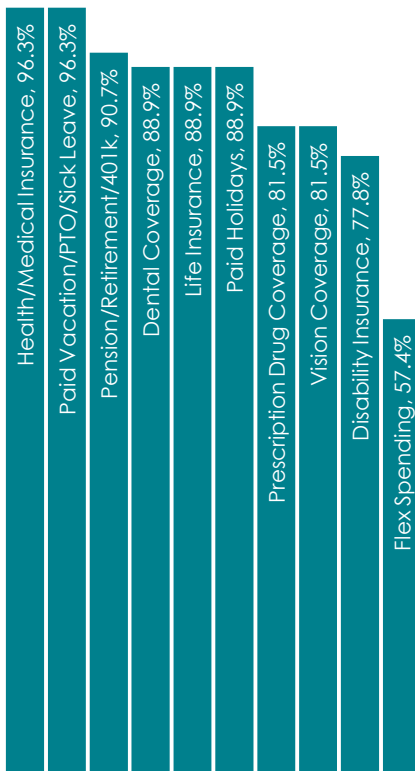 Health/Medical Insurance, 96.3%
Paid Vacation/PTO/Sick Leave, 96.3%
Pension/Retirement/401k, 90.7%
Dental Coverage, 88.9%
Life Insurance, 88.9%
Paid Holidays, 88.9%
Prescription Drug Coverage, 81.5%
Vision Coverage, 81.5%
Disability Insurance, 77.8%
Flex Spending, 57.4%